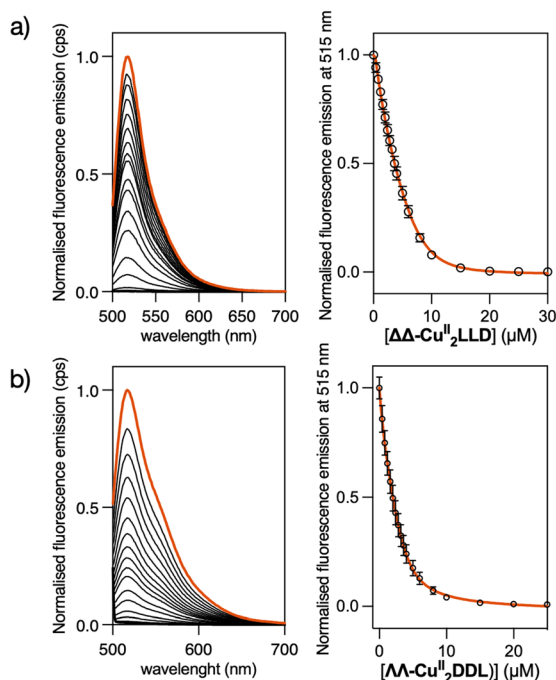 a)
Normalised fluorescence emission (cps)
1.0
0.5
0.0
500 550 600 650 700
wavelength (nm)
Normalised fluorescence emission at 515 nm
1.0
0.5
0.0
0 10 20 30
[ΔΔ-Cuᴵᴵ₂LLD] (µM)
b)
Normalised fluorescence emission (cps)
1.0
0.5
0.0
500 600 700
wavelenght (nm)
Normalised fluorescence emission at 515 nm
1.0
0.5
0.0
0 10 20
[ΛΛ-Cuᴵᴵ₂DDL)] (µM)